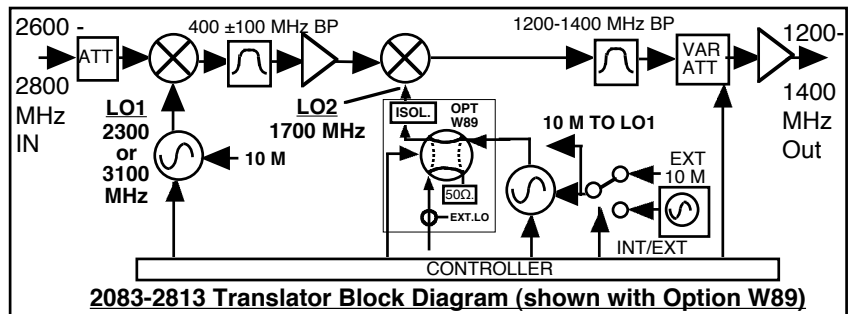 2600 -
2800
MHz
IN
ATT
400 ±100 MHz BP
1200-1400 MHz BP
VAR
ATT
1200-
1400
MHz
Out
LO1
2300
or
3100
MHz
10 M
LO2
1700 MHz
ISOL.
OPT
W89
50Ω.
EXT.LO
10 M TO LO1
EXT
10 M
INT/EXT
CONTROLLER
2083-2813 Translator Block Diagram (shown with Option W89)